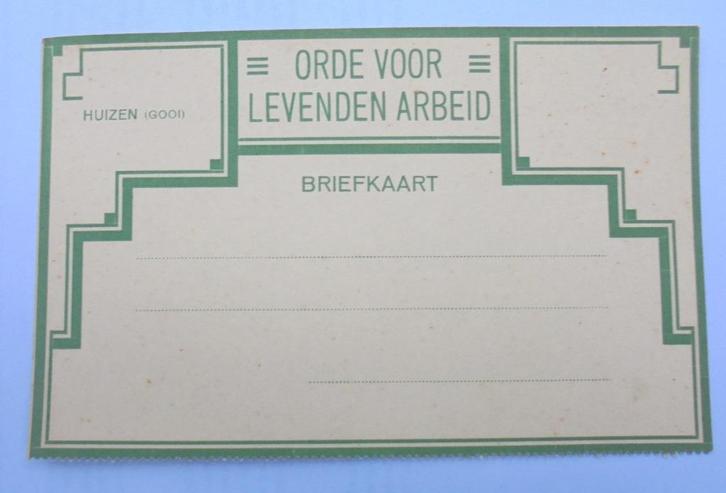 ORDE VOOR
LEVENDEN ARBEID
HUIZEN (GOOI)
BRIEFKAART